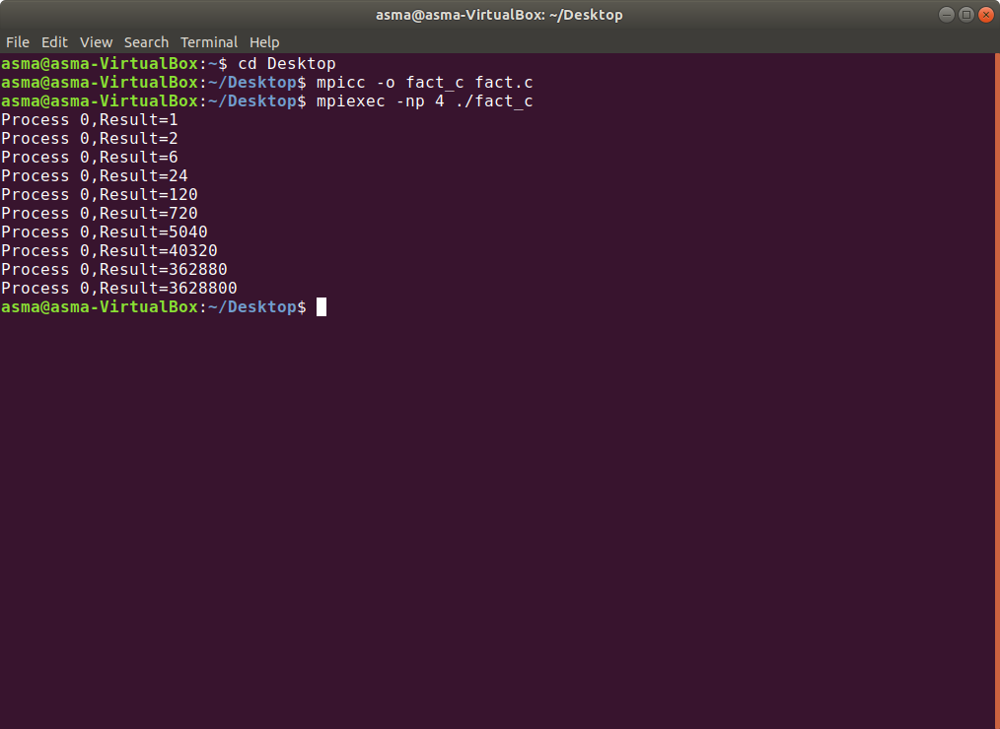 asma@asma-VirtualBox: ~/Desktop
File Edit View Search Terminal Help
asma@asma-VirtualBox:~$ cd Desktop
asma@asma-VirtualBox:~/Desktop$ mpicc -o fact_c fact.c
asma@asma-VirtualBox:~/Desktop$ mpiexec -np 4 ./fact_c
Process 0,Result=1
Process 0,Result=2
Process 0,Result=6
Process 0,Result=24
Process 0,Result=120
Process 0,Result=720
Process 0,Result=5040
Process 0,Result=40320
Process 0,Result=362880
Process 0,Result=3628800
asma@asma-VirtualBox:~/Desktop$